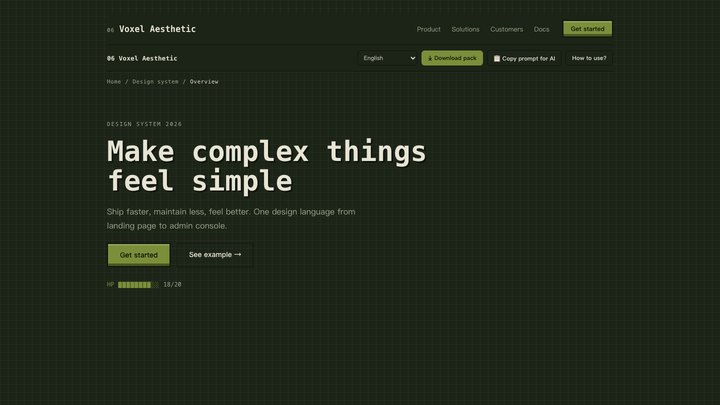 06 Voxel Aesthetic
Product Solutions Customers Docs Get started
06 Voxel Aesthetic
English Download pack 📋 Copy prompt for AI How to use?
Home / Design system / Overview
DESIGN SYSTEM 2026
Make complex things
feel simple
Ship faster, maintain less, feel better. One design language from
landing page to admin console.
Get started See example →
HP ▓▓▓▓▓▓▓▓░░ 18/20